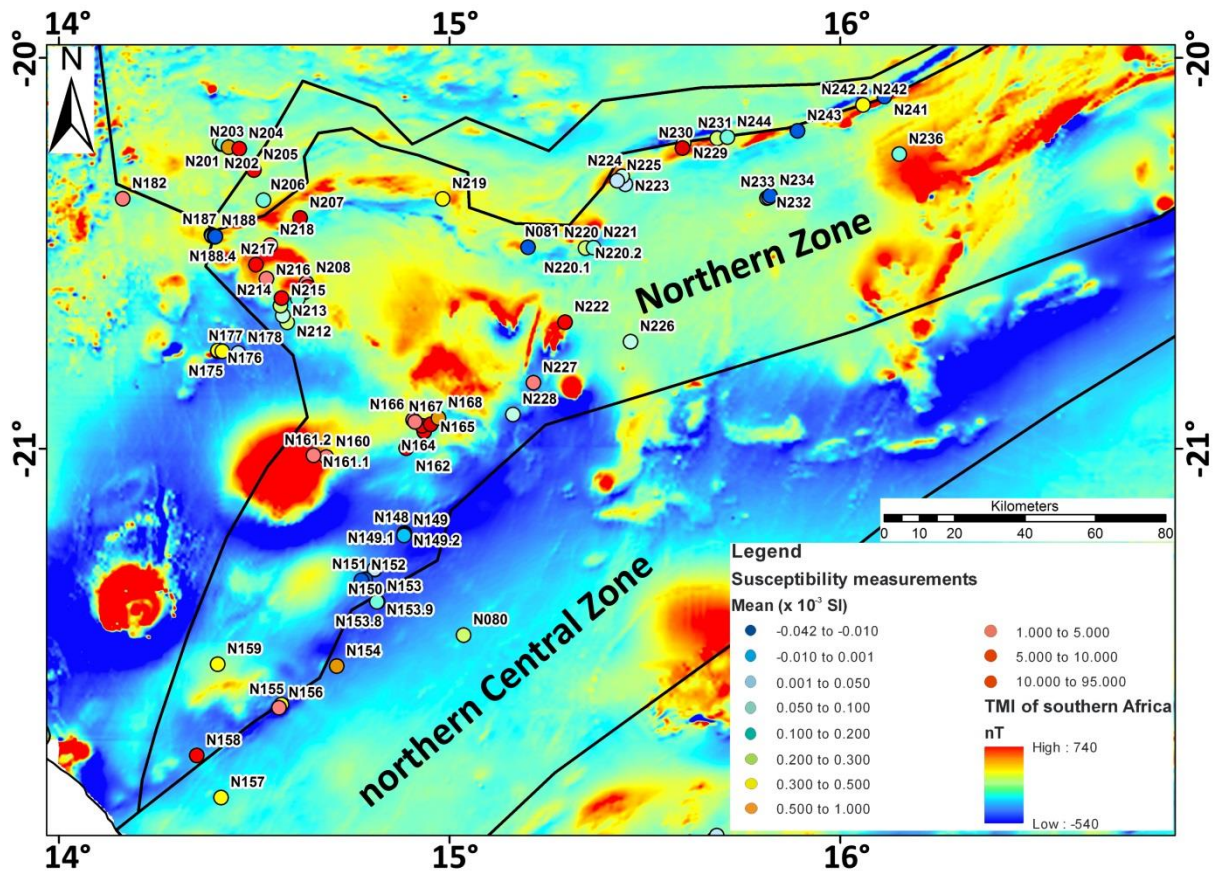 14° 15° 16°
-20° -20°
N
N242.2 N242
N203 N204
N231 N244 N243 N241
N230
N201 N202 N205
N229
N236
N224 N225
N182
N206
N219
N223
N233 N234
N207
N232
N187 N188
N218
N081 N220 N221
N188.4
N217
N220.1 N220.2
Northern Zone
N216 N208
N214 N215
N213
N222
N212
N226
N177 N178
N176
N175
N227
N228
N166 N167 N168
N165
N161.2 N160
N164
-21° -21°
N161.1
N162
Kilometers
0 10 20 40 60 80
N148 N149
N149.1 N149.2
N151 N152
N150 N153
N153.9
N153.8
N080
N159
N154
N155 N156
N158
N157
northern Central Zone
Legend
Susceptibility measurements
Mean (x 10⁻³ SI)
-0.042 to -0.010
-0.010 to 0.001
0.001 to 0.050
0.050 to 0.100
0.100 to 0.200
0.200 to 0.300
0.300 to 0.500
0.500 to 1.000
1.000 to 5.000
5.000 to 10.000
10.000 to 95.000
TMI of southern Africa
nT
High : 740
Low : -540
14° 15° 16°